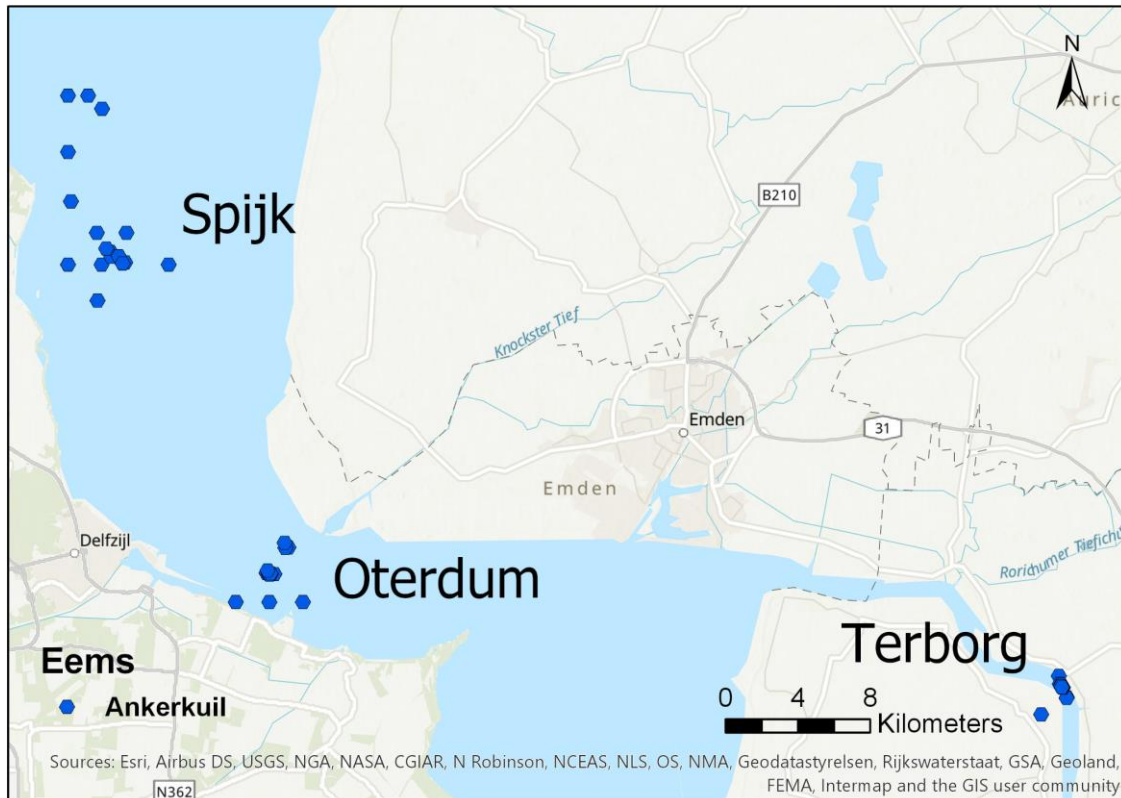 N
Auric
B210
Spijk
Knockster Tief
Emden
31
Emden
Delfzijl
Rorichumer Tiefichu
Oterdum
Terborg
Eems
Ankerkuil
0 4 8
Kilometers
Sources: Esri, Airbus DS, USGS, NGA, NASA, CGIAR, N Robinson, NCEAS, NLS, OS, NMA, Geodatastyrelsen, Rijkswaterstaat, GSA, Geoland,
FEMA, Intermap and the GIS user community
N362